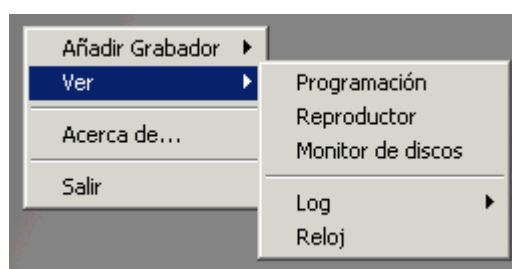 Añadir Grabador
Ver
Acerca de...
Salir
Programación
Reproductor
Monitor de discos
Log
Reloj